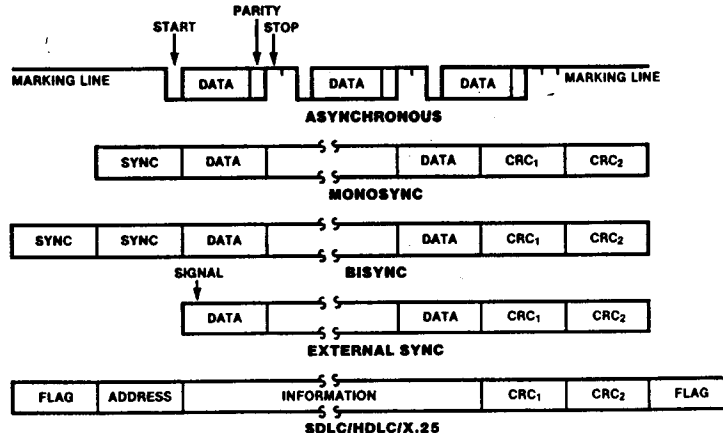 PARITY
START STOP
MARKING LINE DATA DATA DATA MARKING LINE
ASYNCHRONOUS
SYNC DATA DATA CRC1 CRC2
MONOSYNC
SYNC SYNC DATA DATA CRC1 CRC2
BISYNC
SIGNAL
DATA DATA CRC1 CRC2
EXTERNAL SYNC
FLAG ADDRESS INFORMATION CRC1 CRC2 FLAG
SDLC/HDLC/X.25